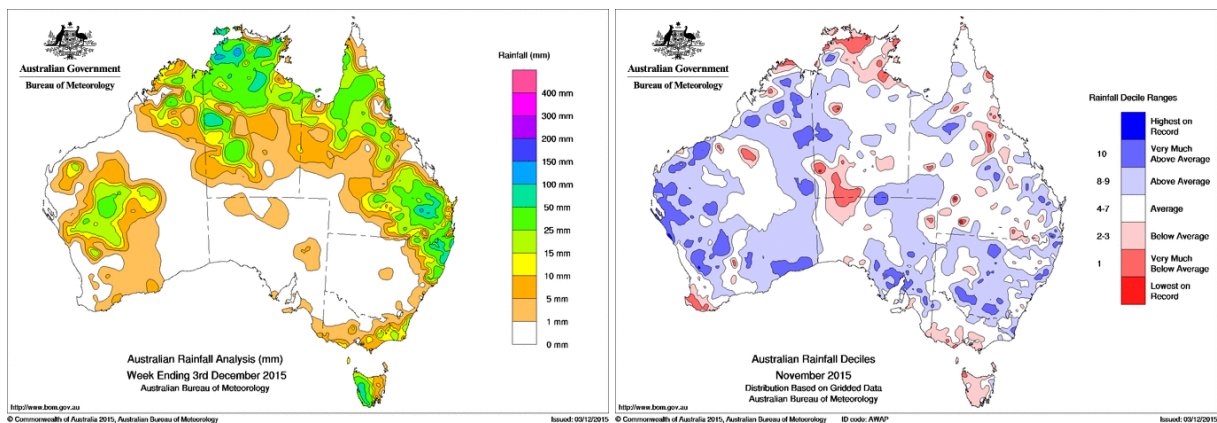 Australian Government
Bureau of Meteorology
Rainfall (mm)
400 mm
300 mm
200 mm
150 mm
100 mm
50 mm
25 mm
15 mm
10 mm
5 mm
1 mm
0 mm
Australian Rainfall Analysis (mm)
Week Ending 3rd December 2015
Australian Bureau of Meteorology
http://www.bom.gov.au
© Commonwealth of Australia 2015, Australian Bureau of Meteorology
Issued: 03/12/2015
Australian Government
Bureau of Meteorology
Rainfall Decile Ranges
Highest on
Record
10
Very Much
Above Average
8-9
Above Average
4-7
Average
2-3
Below Average
1
Very Much
Below Average
Lowest on
Record
Australian Rainfall Deciles
November 2015
Distribution Based on Gridded Data
Australian Bureau of Meteorology
http://www.bom.gov.au
© Commonwealth of Australia 2015, Australian Bureau of Meteorology
ID code: AWAP
Issued: 03/12/2015